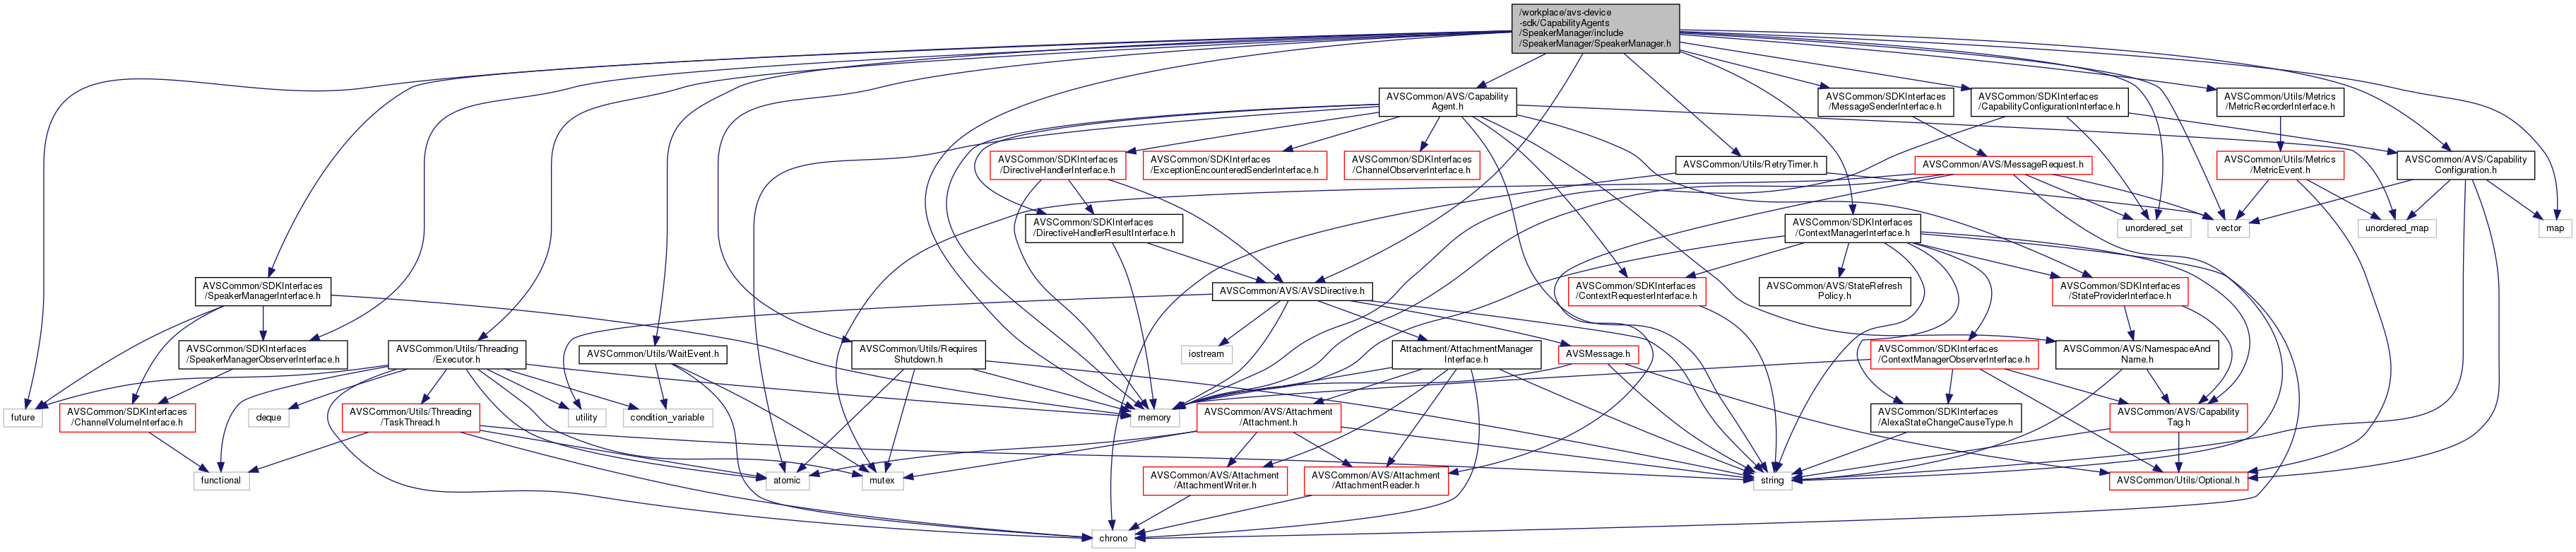 /workplace/avs-device
-sdk/CapabilityAgents
/SpeakerManager/include
/SpeakerManager/SpeakerManager.h
AVSCommon/AVS/Capability
Agent.h
AVSCommon/SDKInterfaces
/MessageSenderInterface.h
AVSCommon/SDKInterfaces
/CapabilityConfigurationInterface.h
AVSCommon/Utils/Metrics
/MetricRecorderInterface.h
AVSCommon/SDKInterfaces
/DirectiveHandlerInterface.h
AVSCommon/SDKInterfaces
/ExceptionEncounteredSenderInterface.h
AVSCommon/SDKInterfaces
/ChannelObserverInterface.h
AVSCommon/Utils/RetryTimer.h
AVSCommon/AVS/MessageRequest.h
AVSCommon/Utils/Metrics
/MetricEvent.h
AVSCommon/AVS/Capability
Configuration.h
AVSCommon/SDKInterfaces
/DirectiveHandlerResultInterface.h
AVSCommon/SDKInterfaces
/ContextManagerInterface.h
unordered_set
vector
unordered_map
map
AVSCommon/SDKInterfaces
/SpeakerManagerInterface.h
AVSCommon/AVS/AVSDirective.h
AVSCommon/SDKInterfaces
/ContextRequesterInterface.h
AVSCommon/AVS/StateRefresh
Policy.h
AVSCommon/SDKInterfaces
/StateProviderInterface.h
AVSCommon/SDKInterfaces
/SpeakerManagerObserverInterface.h
AVSCommon/Utils/Threading
/Executor.h
AVSCommon/Utils/WaitEvent.h
AVSCommon/Utils/Requires
Shutdown.h
iostream
Attachment/AttachmentManager
Interface.h
AVSMessage.h
AVSCommon/SDKInterfaces
/ContextManagerObserverInterface.h
AVSCommon/AVS/NamespaceAnd
Name.h
future
AVSCommon/SDKInterfaces
/ChannelVolumeInterface.h
deque
AVSCommon/Utils/Threading
/TaskThread.h
utility
condition_variable
memory
AVSCommon/AVS/Attachment
/Attachment.h
AVSCommon/SDKInterfaces
/AlexaStateChangeCauseType.h
AVSCommon/AVS/Capability
Tag.h
functional
atomic
mutex
AVSCommon/AVS/Attachment
/AttachmentWriter.h
AVSCommon/AVS/Attachment
/AttachmentReader.h
string
AVSCommon/Utils/Optional.h
chrono